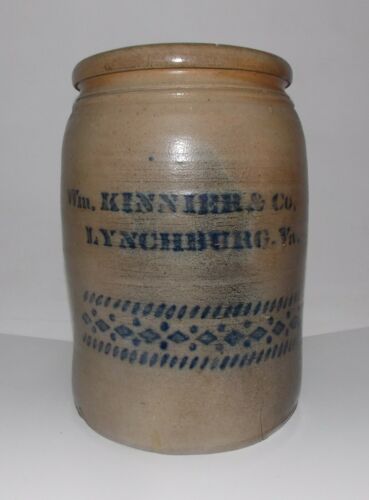 Wm. KINNIER & Co.
LYNCHBURG. Va.